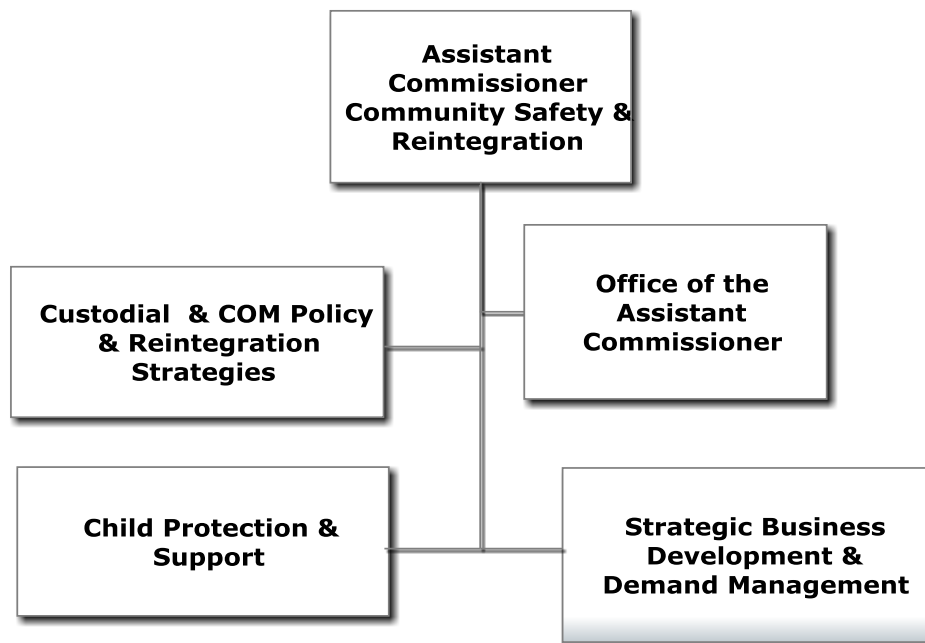 Assistant
Commissioner
Community Safety &
Reintegration
Office of the
Assistant
Commissioner
Custodial & COM Policy
& Reintegration
Strategies
Child Protection &
Support
Strategic Business
Development &
Demand Management